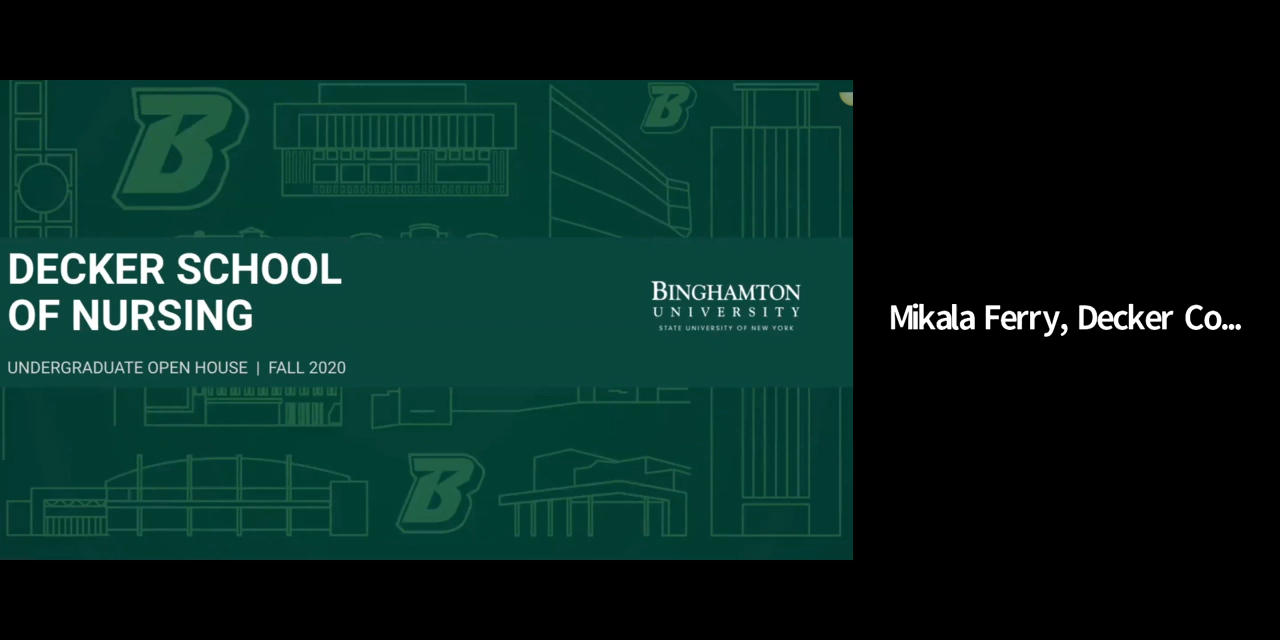 DECKER SCHOOL
OF NURSING
UNDERGRADUATE OPEN HOUSE | FALL 2020
BINGHAMTON
UNIVERSITY
STATE UNIVERSITY OF NEW YORK
Mikala Ferry, Decker Co...
B
B
B